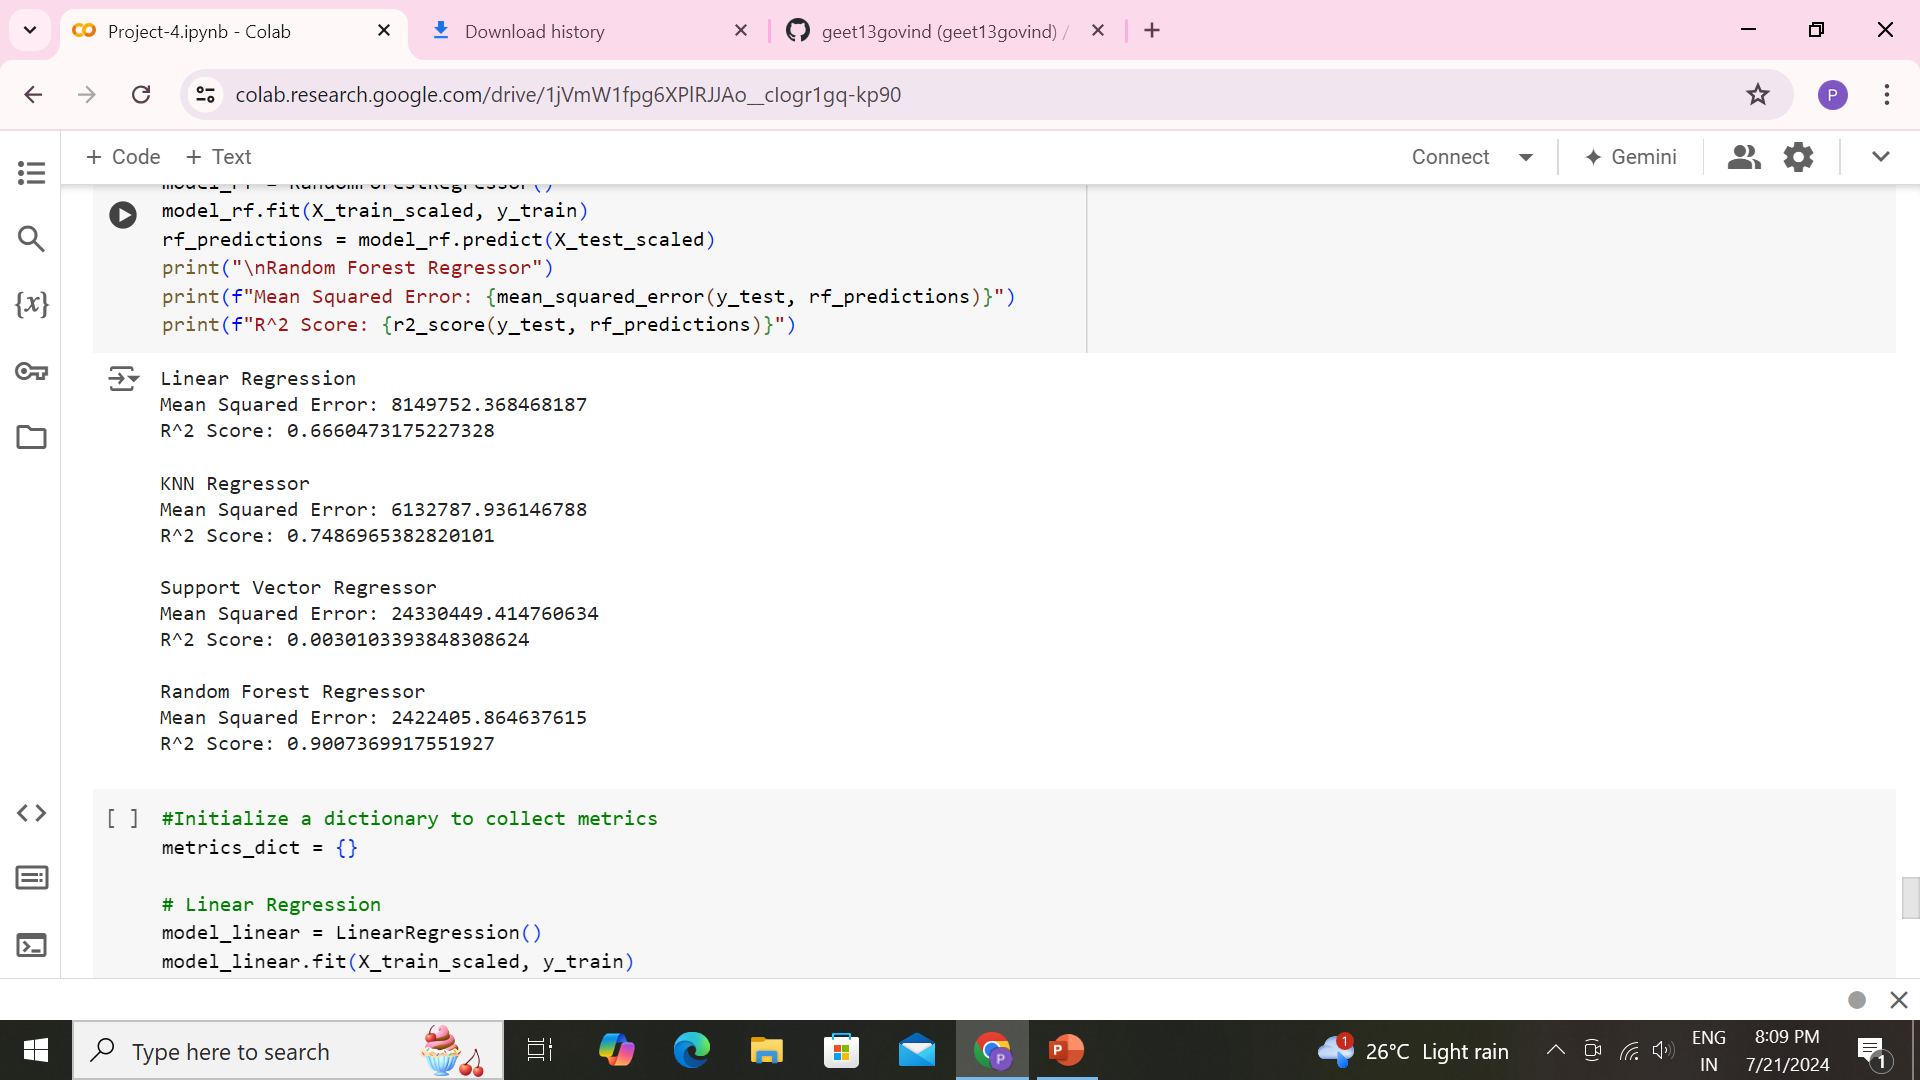 Project-4.ipynb - Colab
Download history
geet13govind (geet13govind) /
colab.research.google.com/drive/1jVmW1fpg6XPlRJJAo__cIogr1gq-kp90
P
+ Code + Text
Connect
Gemini
model_rf = RandomForestRegressor()
model_rf.fit(X_train_scaled, y_train)
rf_predictions = model_rf.predict(X_test_scaled)
print("\nRandom Forest Regressor")
print(f"Mean Squared Error: {mean_squared_error(y_test, rf_predictions)}")
print(f"R^2 Score: {r2_score(y_test, rf_predictions)}")
Linear Regression
Mean Squared Error: 8149752.368468187
R^2 Score: 0.6660473175227328
KNN Regressor
Mean Squared Error: 6132787.936146788
R^2 Score: 0.7486965382820101
Support Vector Regressor
Mean Squared Error: 24330449.414760634
R^2 Score: 0.0030103393848308624
Random Forest Regressor
Mean Squared Error: 2422405.864637615
R^2 Score: 0.9007369917551927
[ ] #Initialize a dictionary to collect metrics
metrics_dict = {}
# Linear Regression
model_linear = LinearRegression()
model_linear.fit(X_train_scaled, y_train)
Type here to search
P
P
1
26°C Light rain
ENG
IN
8:09 PM
7/21/2024
1